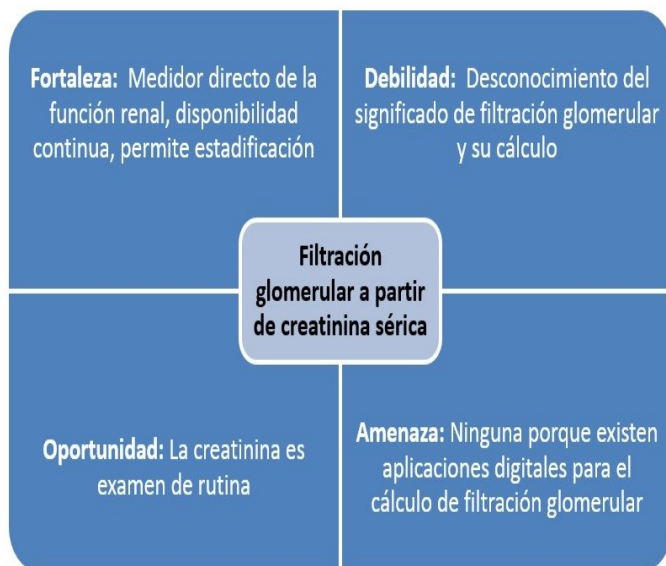 Fortaleza: Medidor directo de la
función renal, disponibilidad
continua, permite estadificación
Debilidad: Desconocimiento del
significado de filtración glomerular
y su cálculo
Filtración
glomerular a partir
de creatinina sérica
Oportunidad: La creatinina es
examen de rutina
Amenaza: Ninguna porque existen
aplicaciones digitales para el
cálculo de filtración glomerular